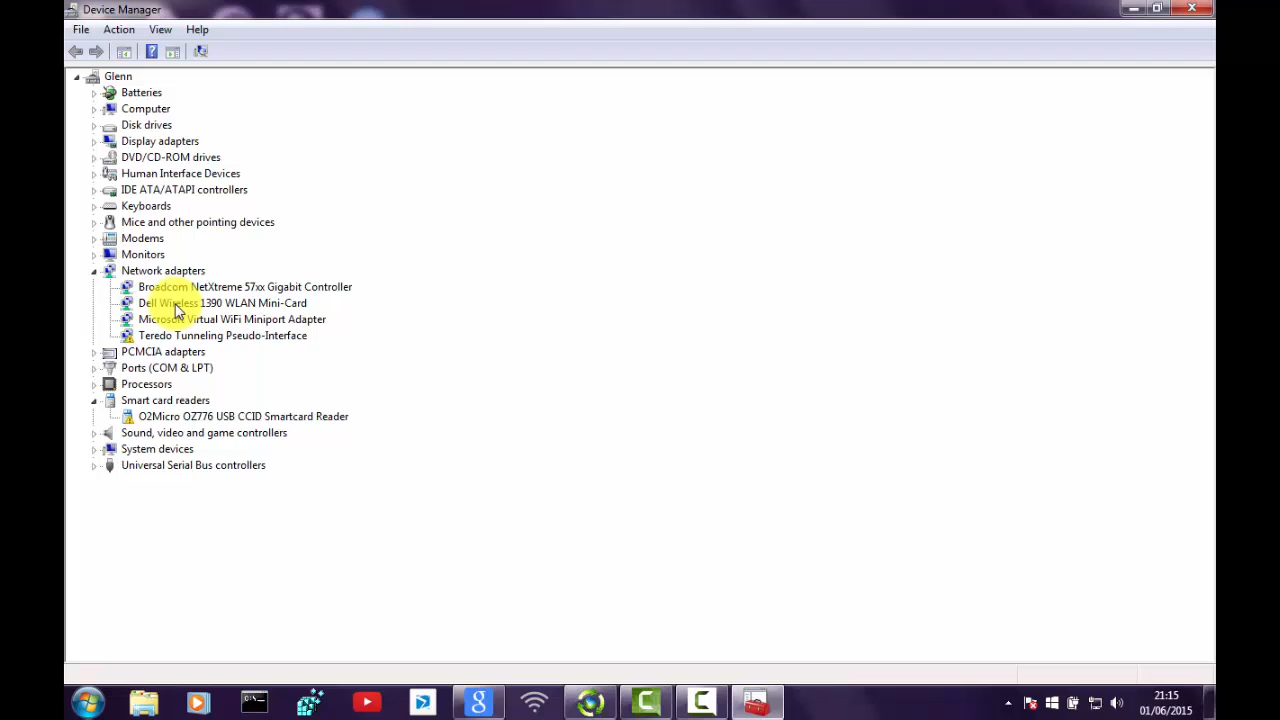 Device Manager
File Action View Help
Glenn
Batteries
Computer
Disk drives
Display adapters
DVD/CD-ROM drives
Human Interface Devices
IDE ATA/ATAPI controllers
Keyboards
Mice and other pointing devices
Modems
Monitors
Network adapters
Broadcom NetXtreme 57xx Gigabit Controller
Dell Wireless 1390 WLAN Mini-Card
Microsoft Virtual WiFi Miniport Adapter
Teredo Tunneling Pseudo-Interface
PCMCIA adapters
Ports (COM & LPT)
Processors
Smart card readers
O2Micro OZ776 USB CCID Smartcard Reader
Sound, video and game controllers
System devices
Universal Serial Bus controllers
21:15
01/06/2015